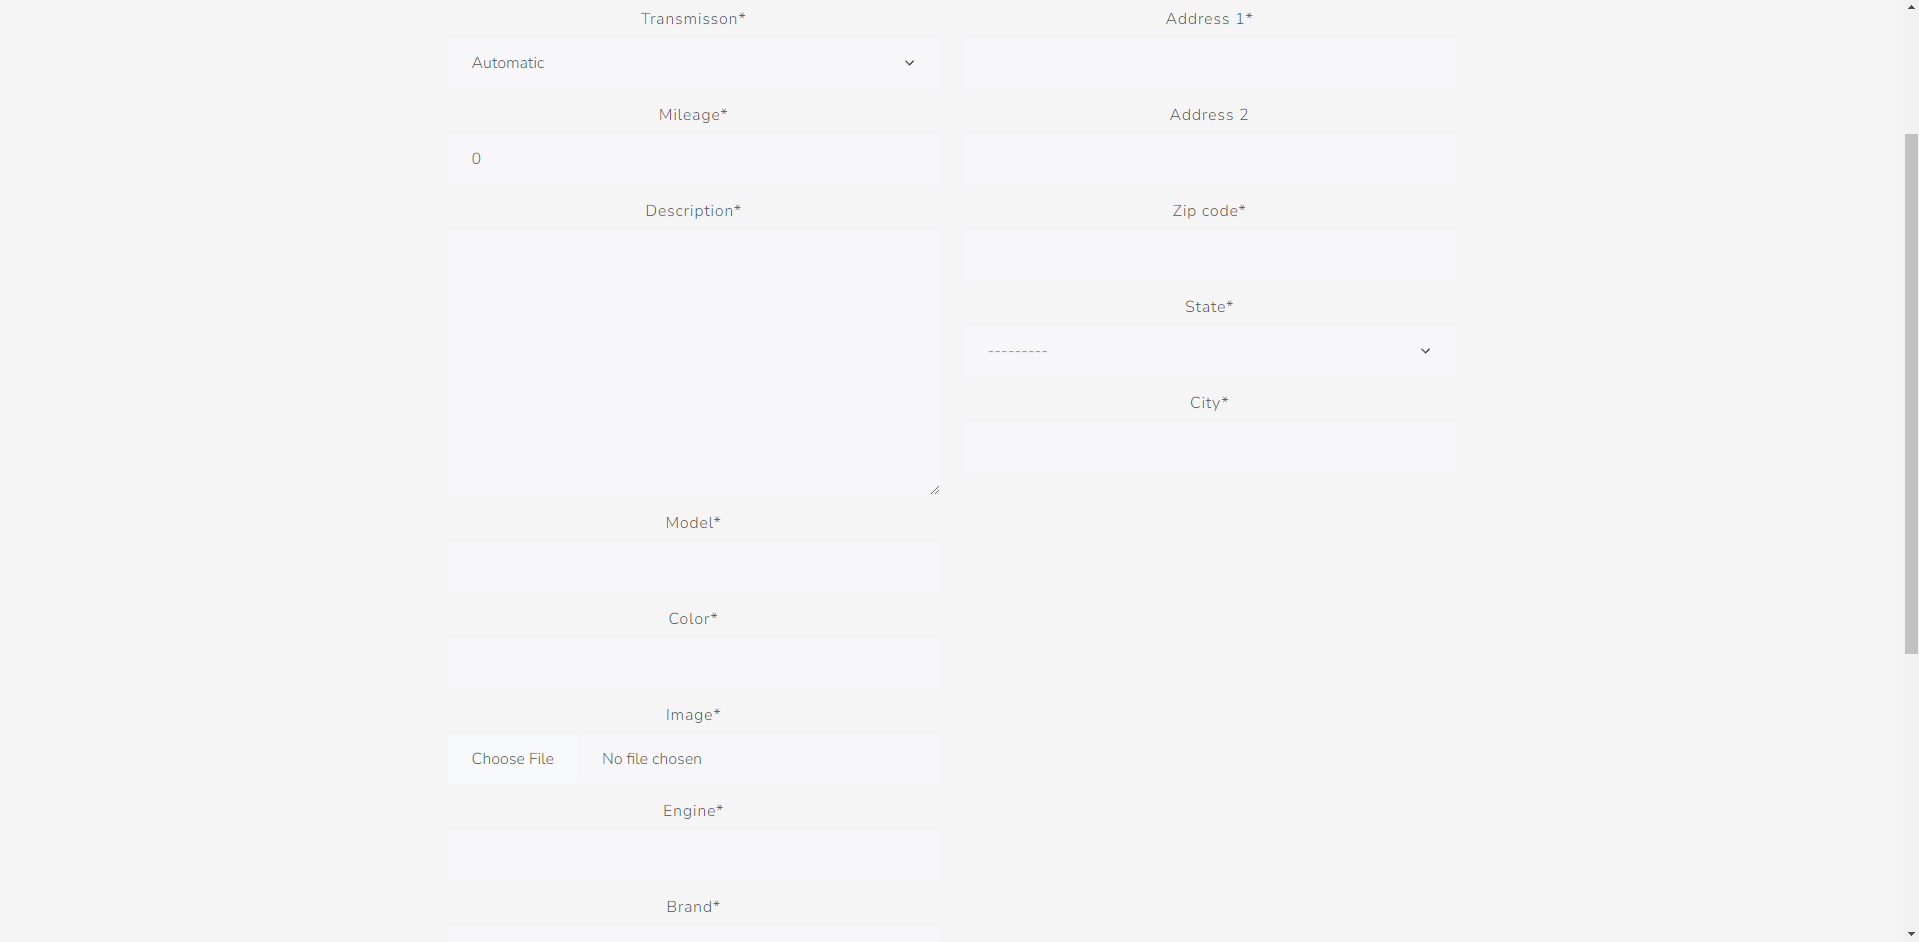 Transmisson*
Automatic
Mileage*
0
Description*
Model*
Color*
Image*
Choose File No file chosen
Engine*
Brand*
Address 1*
Address 2
Zip code*
State*
---------
City*